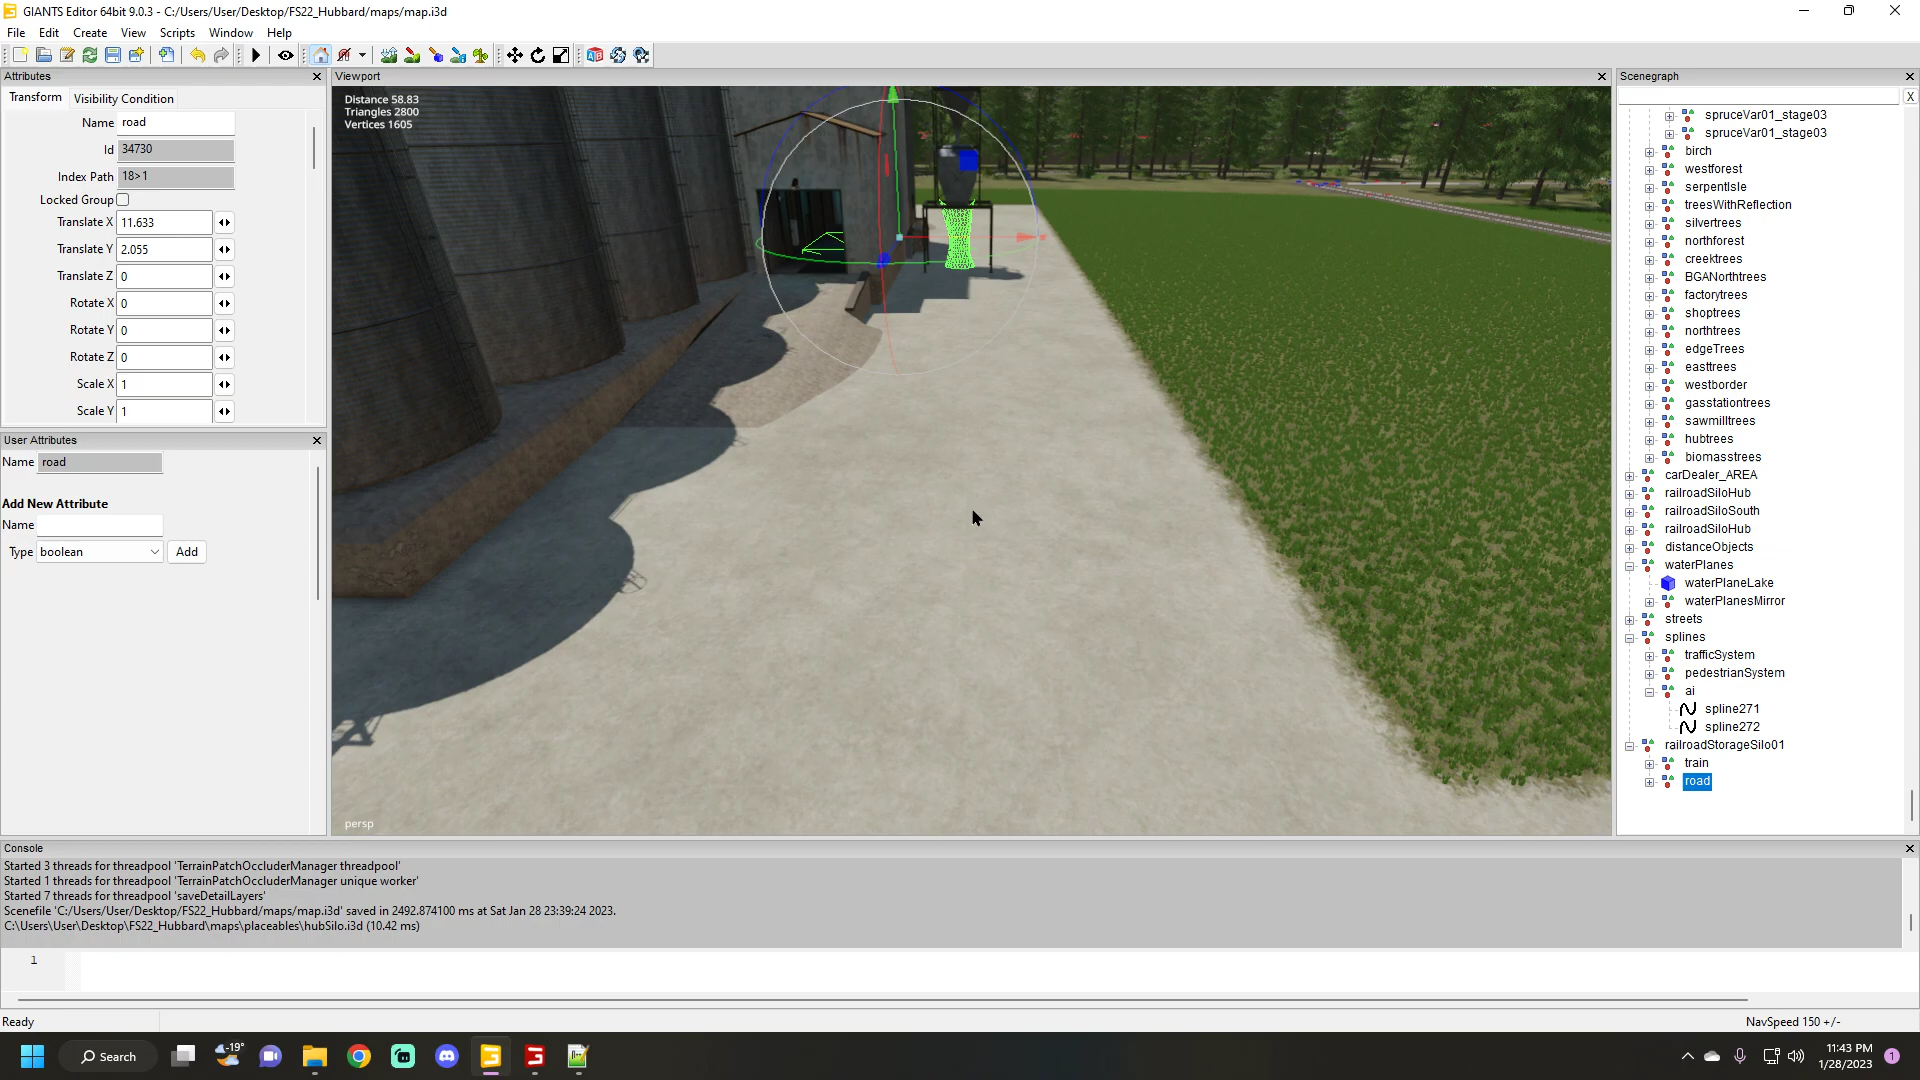 GIANTS Editor 64bit 9.0.3 - C:/Users/User/Desktop/FS22_Hubbard/maps/map.i3d
File Edit Create View Scripts Window Help
Attributes
Transform Visibility Condition
Name road
Id 34730
Index Path 18>1
Locked Group
Translate X 11.633
Translate Y 2.055
Translate Z 0
Rotate X 0
Rotate Y 0
Rotate Z 0
Scale X 1
Scale Y 1
User Attributes
Name road
Add New Attribute
Name
Type boolean Add
Viewport
Distance 58.83
Triangles 2800
Vertices 1605
persp
Scenegraph
X
spruceVar01_stage03
spruceVar01_stage03
birch
westforest
serpentIsle
treesWithReflection
silvertrees
northforest
creektrees
BGANorthtrees
factorytrees
shoptrees
northtrees
edgeTrees
easttrees
westborder
gasstationtrees
sawmilltrees
hubtrees
biomasstrees
carDealer_AREA
railroadSiloHub
railroadSiloSouth
railroadSiloHub
distanceObjects
waterPlanes
waterPlaneLake
waterPlanesMirror
streets
splines
trafficSystem
pedestrianSystem
ai
spline271
spline272
railroadStorageSilo01
train
road
Console
Started 3 threads for threadpool 'TerrainPatchOccluderManager threadpool'
Started 1 threads for threadpool 'TerrainPatchOccluderManager unique worker'
Started 7 threads for threadpool 'saveDetailLayers'
Scenefile 'C:/Users/User/Desktop/FS22_Hubbard/maps/map.i3d' saved in 2492.874100 ms at Sat Jan 28 23:39:24 2023.
C:\Users\User\Desktop\FS22_Hubbard\maps\placeables\hubSilo.i3d (10.42 ms)
1
Ready
NavSpeed 150 +/-
Search
-19°
11:43 PM
1/28/2023
1